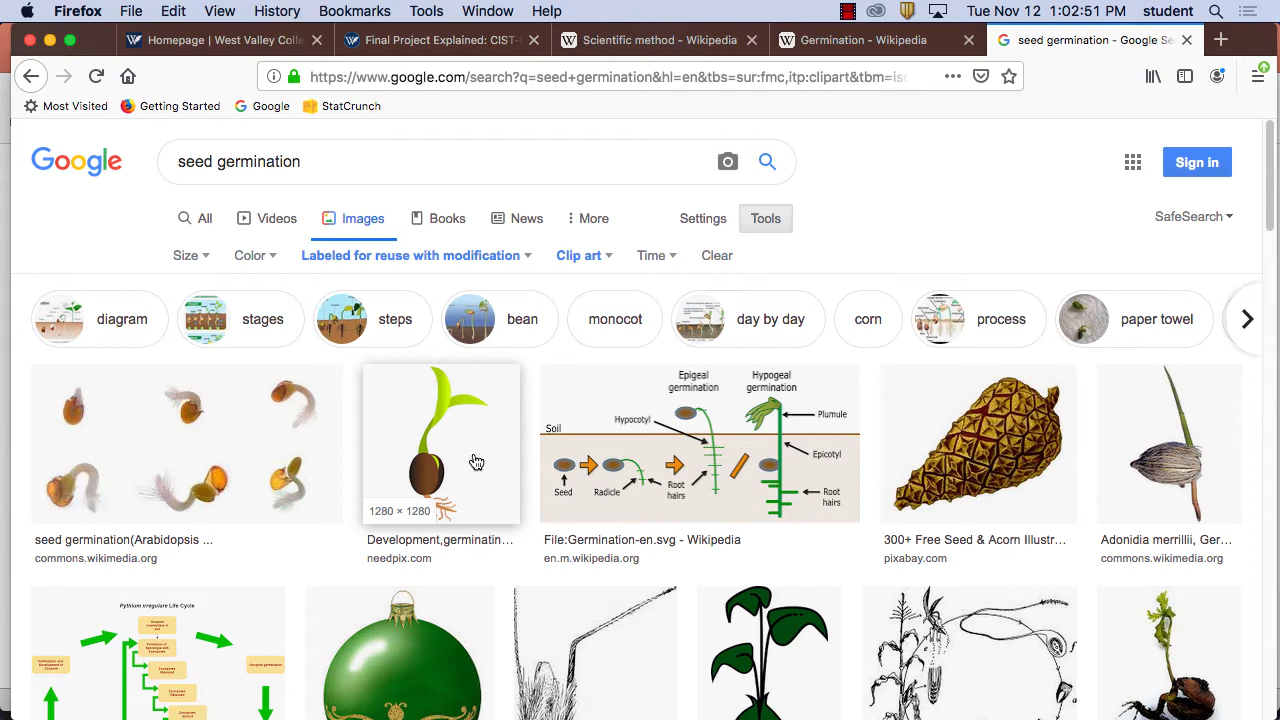 Firefox File Edit View History Bookmarks Tools Window Help Tue Nov 12 1:02:51 PM student
Homepage | West Valley Colle Final Project Explained: CIST- Scientific method - Wikipedia Germination - Wikipedia seed germination - Google Se
https://www.google.com/search?q=seed+germination&hl=en&tbs=sur:fmc,itp:clipart&tbm=isc
Most Visited Getting Started Google StatCrunch
Google seed germination Sign in
All Videos Images Books News More Settings Tools SafeSearch
Size Color Labeled for reuse with modification Clip art Time Clear
diagram stages steps bean monocot day by day corn process paper towel
Epigeal germination
Hypogeal germination
Hypocotyl
Plumule
Soil
Epicotyl
Seed
Radicle
Root hairs
Root hairs
1280 × 1280
seed germination(Arabidopsis ... Development,germinatin... File:Germination-en.svg - Wikipedia 300+ Free Seed & Acorn Illustr... Adonidia merrillii, Ger...
commons.wikimedia.org needpix.com en.m.wikipedia.org pixabay.com commons.wikimedia.org
Pythium irregulare Life Cycle